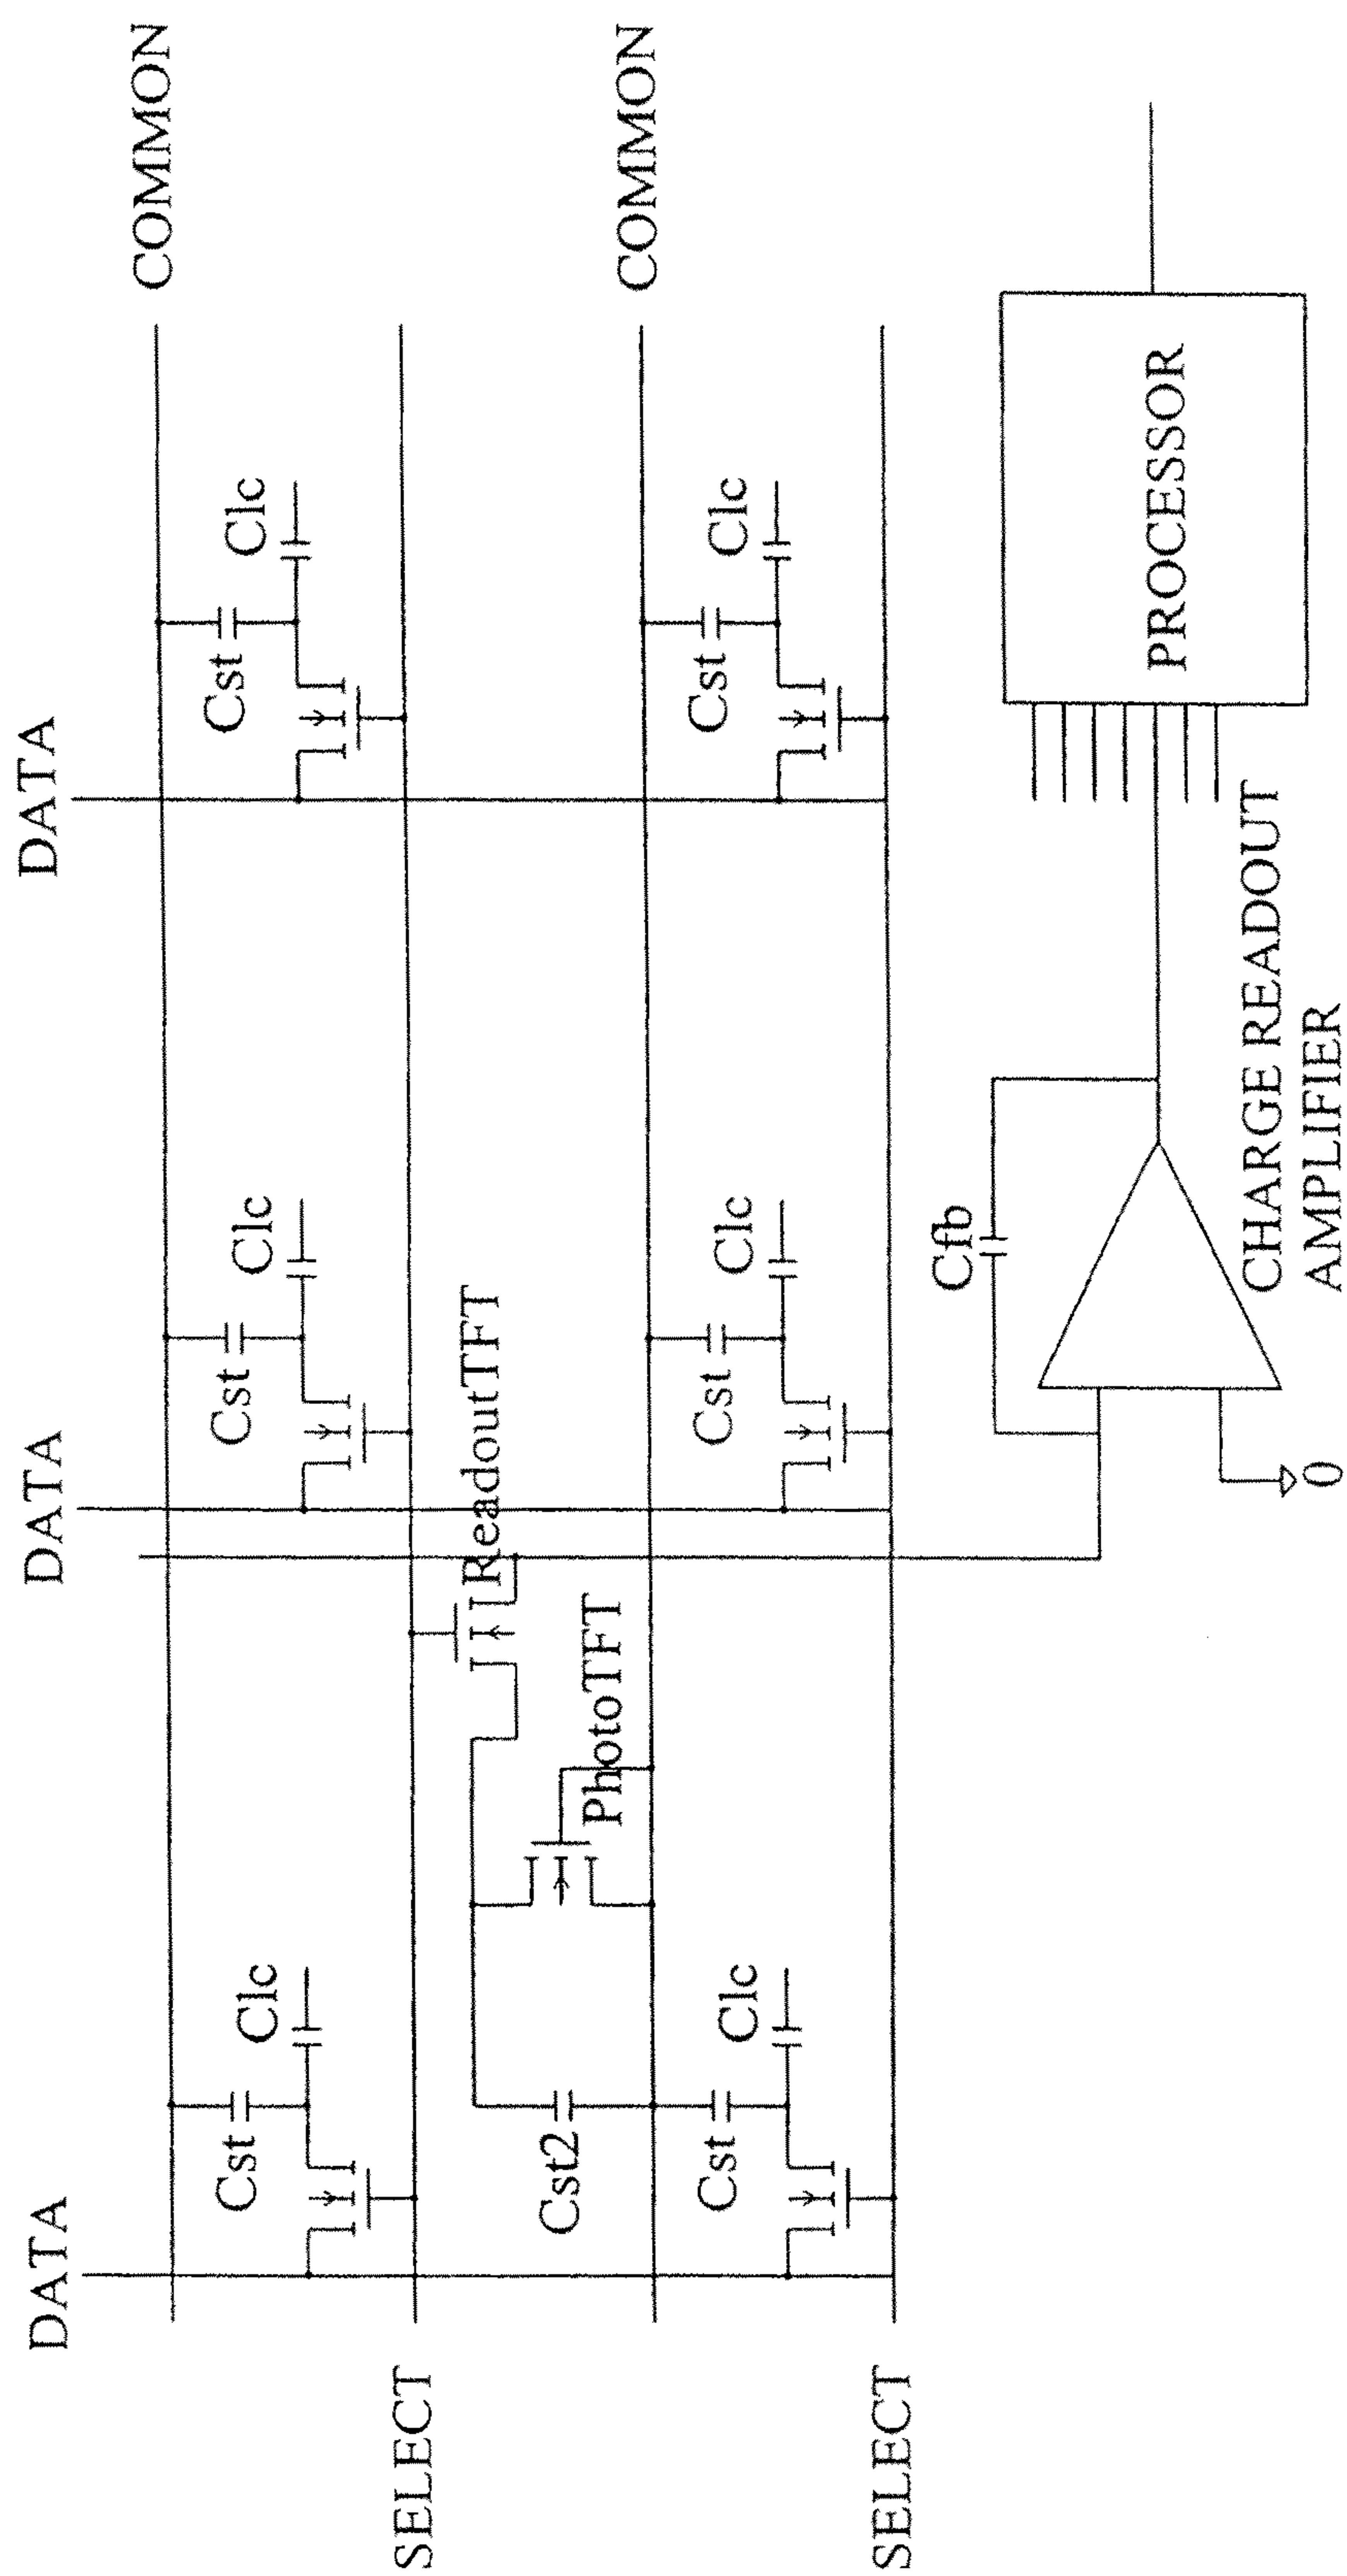 DATA
DATA
DATA
COMMON
Cst
Clc
Cst
Clc
Cst
Clc
SELECT
ReadoutTFT
PhotoTFT
Cst2
COMMON
Cst
Clc
Cst
Clc
Cst
Clc
SELECT
Cfb
PROCESSOR
CHARGE READOUT
AMPLIFIER
0